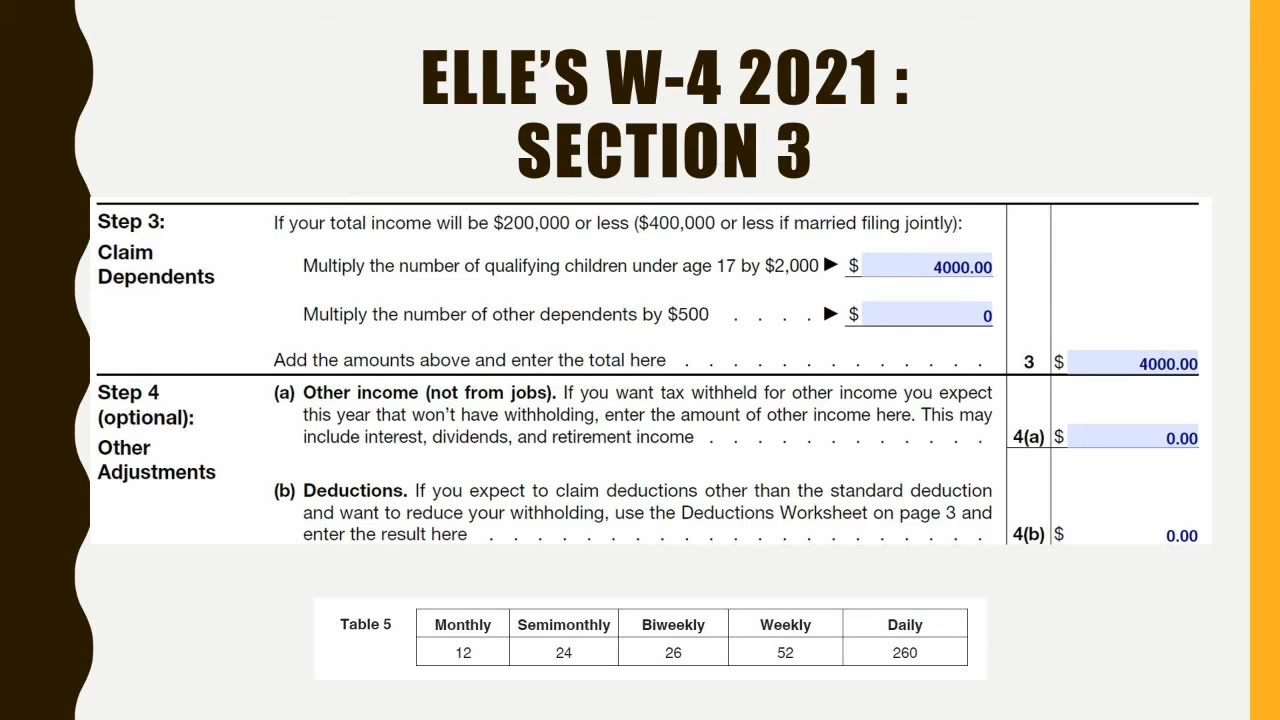 ELLE’S W-4 2021 :
SECTION 3
Step 3:
Claim
Dependents
If your total income will be $200,000 or less ($400,000 or less if married filing jointly):
Multiply the number of qualifying children under age 17 by $2,000 ▶ $ 4000.00
Multiply the number of other dependents by $500 . . . . ▶ $ 0
Add the amounts above and enter the total here . . . . . . . . . . . . . 3 $ 4000.00
Step 4
(optional):
Other
Adjustments
(a) Other income (not from jobs). If you want tax withheld for other income you expect
this year that won’t have withholding, enter the amount of other income here. This may
include interest, dividends, and retirement income . . . . . . . . . . . . 4(a) $ 0.00
(b) Deductions. If you expect to claim deductions other than the standard deduction
and want to reduce your withholding, use the Deductions Worksheet on page 3 and
enter the result here . . . . . . . . . . . . . . . . . . . . . 4(b) $ 0.00
Table 5 Monthly Semimonthly Biweekly Weekly Daily
12 24 26 52 260